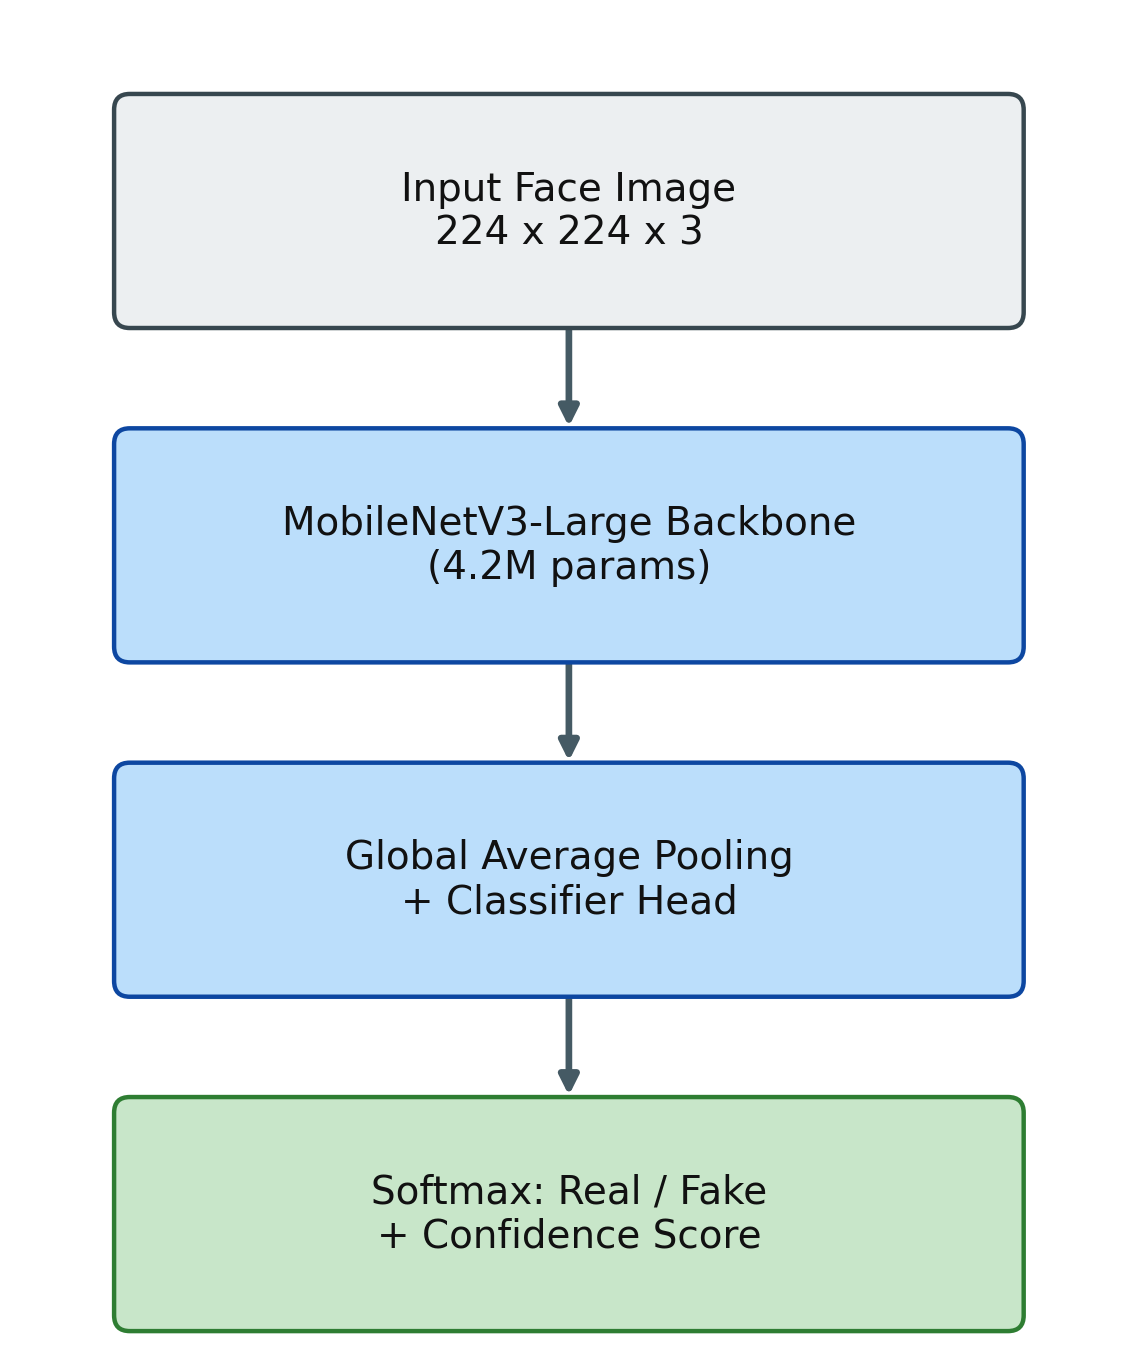 Input Face Image
224 x 224 x 3
MobileNetV3-Large Backbone
(4.2M params)
Global Average Pooling
+ Classifier Head
Softmax: Real / Fake
+ Confidence Score